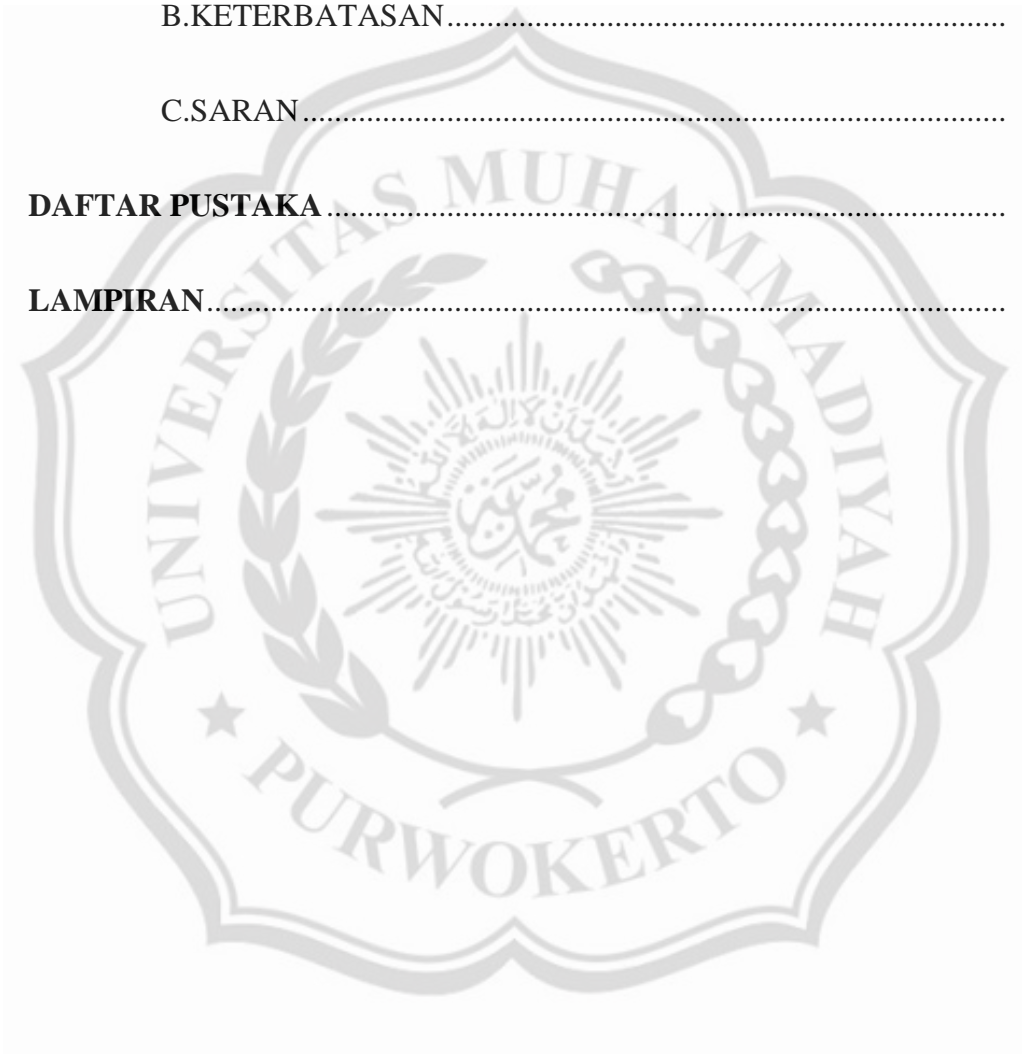 B.KETERBATASAN..........................................................
C.SARAN.........................................................................
DAFTAR PUSTAKA......................................................................
LAMPIRAN...................................................................................
UNIVERSITAS MUHAMMADIYAH
PURWOKERTO